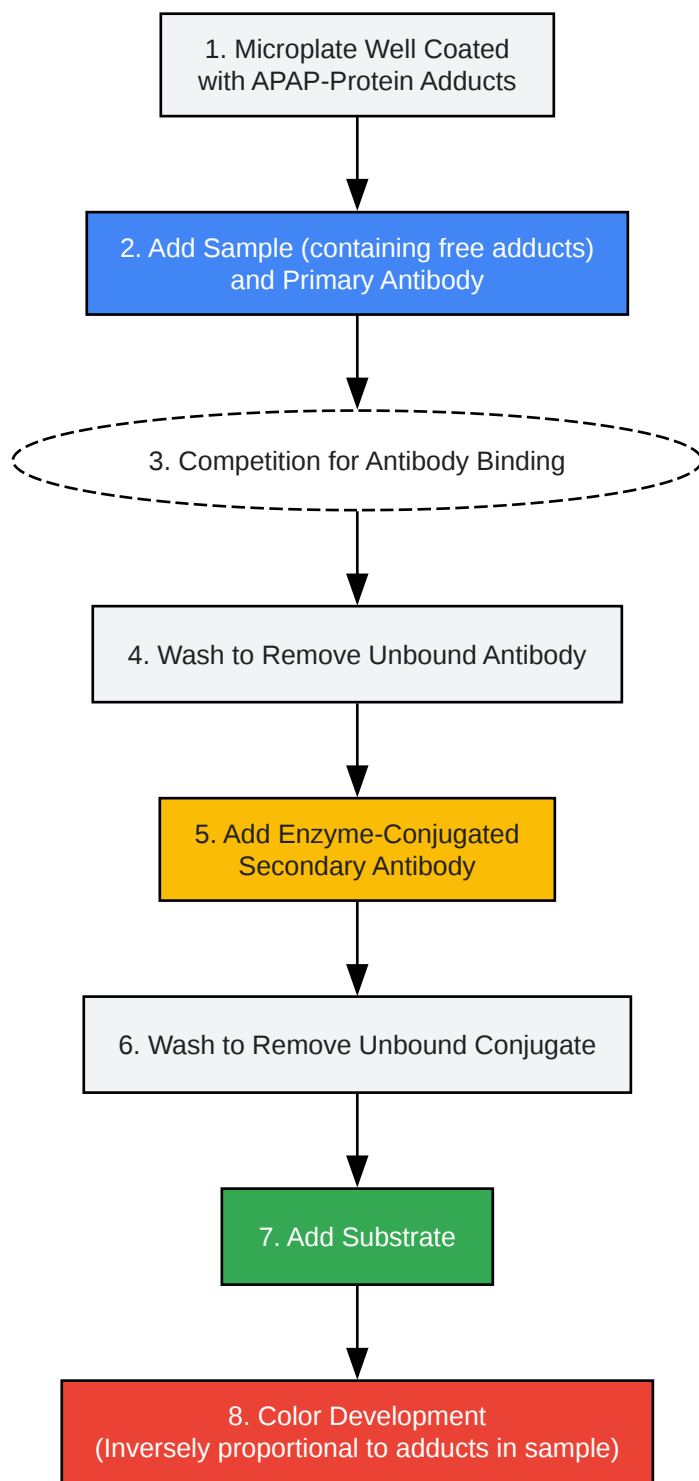 1. Microplate Well Coated
with APAP-Protein Adducts
2. Add Sample (containing free adducts)
and Primary Antibody
3. Competition for Antibody Binding
4. Wash to Remove Unbound Antibody
5. Add Enzyme-Conjugated
Secondary Antibody
6. Wash to Remove Unbound Conjugate
7. Add Substrate
8. Color Development
(Inversely proportional to adducts in sample)